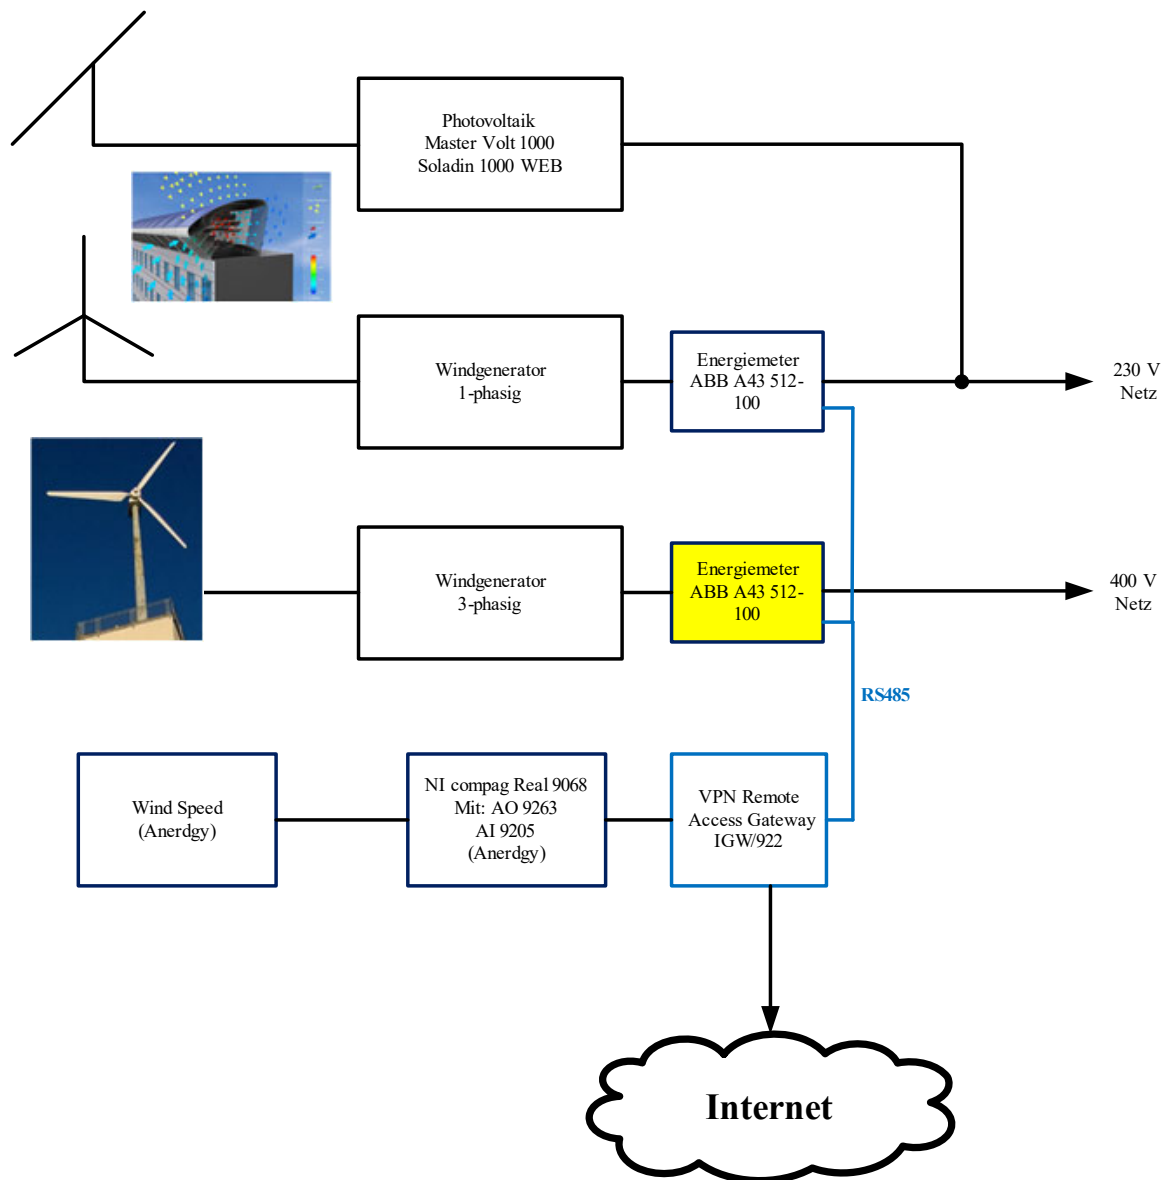 Photovoltaik
Master Volt 1000
Soladin 1000 WEB
Windgenerator
1-phasig
Energiemeter
ABB A43 512-
100
230 V
Netz
Windgenerator
3-phasig
Energiemeter
ABB A43 512-
100
400 V
Netz
RS485
Wind Speed
(Anerdgy)
NI compag Real 9068
Mit: AO 9263
AI 9205
(Anerdgy)
VPN Remote
Access Gateway
IGW/922
Internet